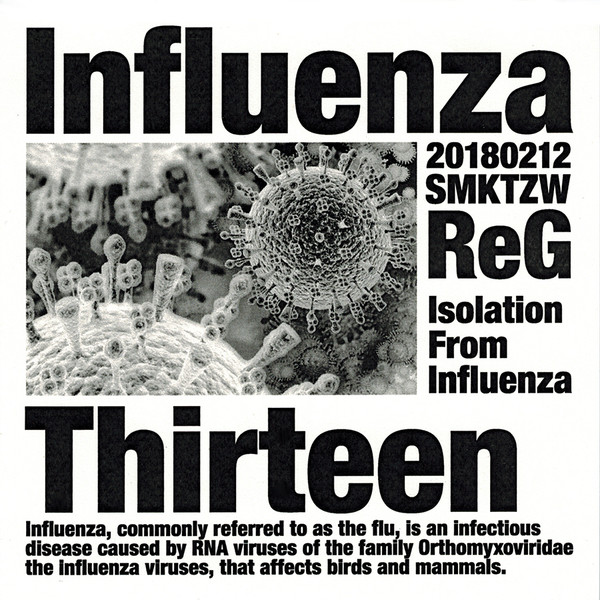 Influenza
20180212
SMKTZW
ReG
Isolation
From
Influenza
Thirteen
Influenza, commonly referred to as the flu, is an infectious
disease caused by RNA viruses of the family Orthomyxoviridae
the influenza viruses, that affects birds and mammals.